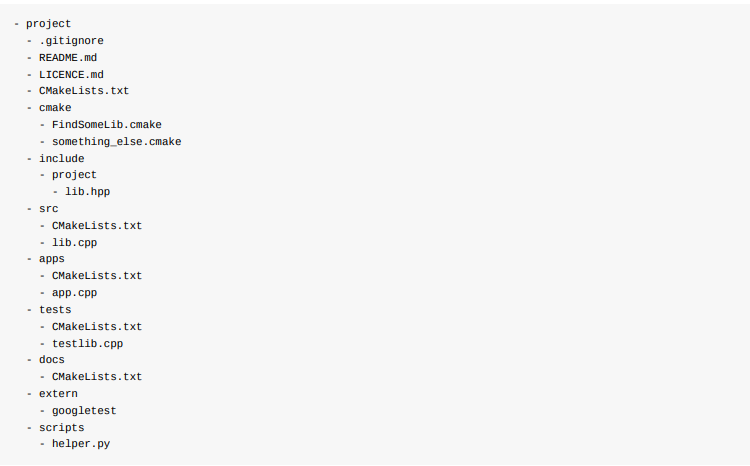 - project
- .gitignore
- README.md
- LICENCE.md
- CMakeLists.txt
- cmake
- FindSomeLib.cmake
- something_else.cmake
- include
- project
- lib.hpp
- src
- CMakeLists.txt
- lib.cpp
- apps
- CMakeLists.txt
- app.cpp
- tests
- CMakeLists.txt
- testlib.cpp
- docs
- CMakeLists.txt
- extern
- googletest
- scripts
- helper.py